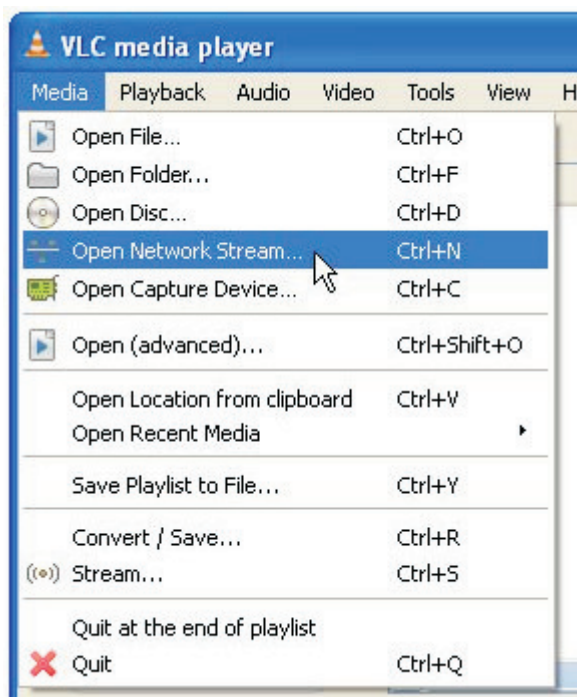 VLC media player
Media Playback Audio Video Tools View H
Open File... Ctrl+O
Open Folder... Ctrl+F
Open Disc... Ctrl+D
Open Network Stream... Ctrl+N
Open Capture Device... Ctrl+C
Open (advanced)... Ctrl+Shift+O
Open Location from clipboard Ctrl+V
Open Recent Media
Save Playlist to File... Ctrl+Y
Convert / Save... Ctrl+R
Stream... Ctrl+S
Quit at the end of playlist
Quit Ctrl+Q